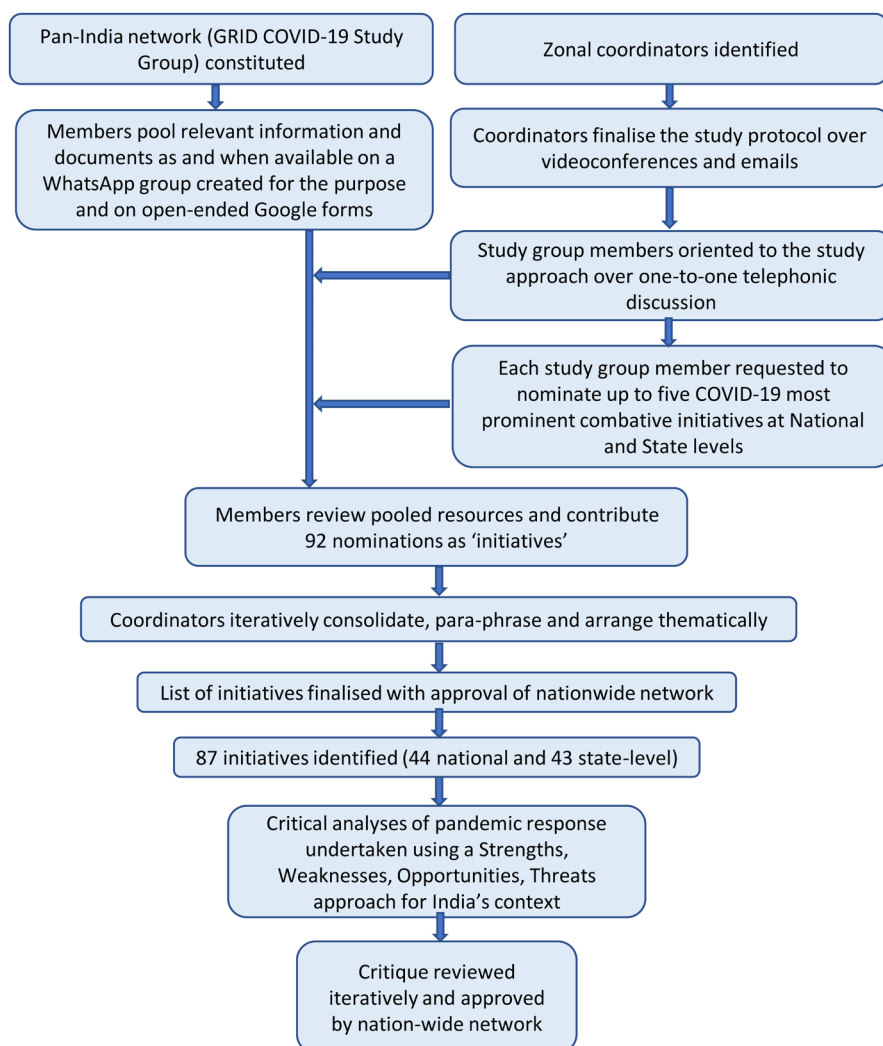 Pan-India network (GRID COVID-19 Study
Group) constituted
Zonal coordinators identified
Members pool relevant information and
documents as and when available on a
WhatsApp group created for the purpose
and on open-ended Google forms
Coordinators finalise the study protocol over
videoconferences and emails
Study group members oriented to the study
approach over one-to-one telephonic
discussion
Each study group member requested to
nominate up to five COVID-19 most
prominent combative initiatives at National
and State levels
Members review pooled resources and contribute
92 nominations as ‘initiatives’
Coordinators iteratively consolidate, para-phrase and arrange thematically
List of initiatives finalised with approval of nationwide network
87 initiatives identified (44 national and 43 state-level)
Critical analyses of pandemic response
undertaken using a Strengths,
Weaknesses, Opportunities, Threats
approach for India’s context
Critique reviewed
iteratively and approved
by nation-wide network